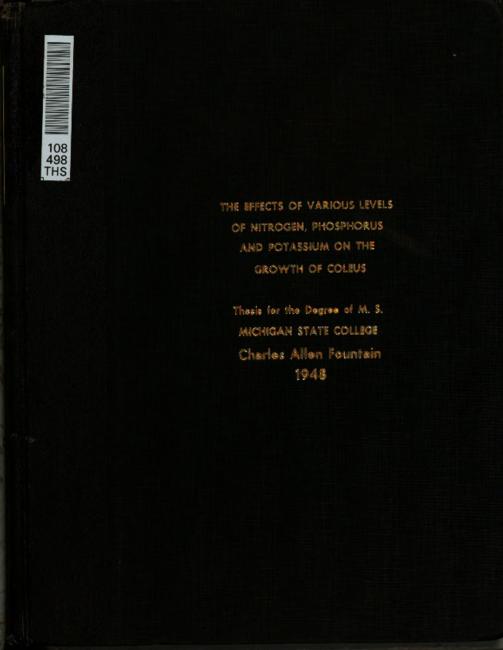 108
498
THS
THE EFFECTS OF VARIOUS LEVELS
OF NITROGEN, PHOSPHORUS
AND POTASSIUM ON THE
GROWTH OF COLEUS
Thesis for the Degree of M. S.
MICHIGAN STATE COLLEGE
Charles Allen Fountain
1948